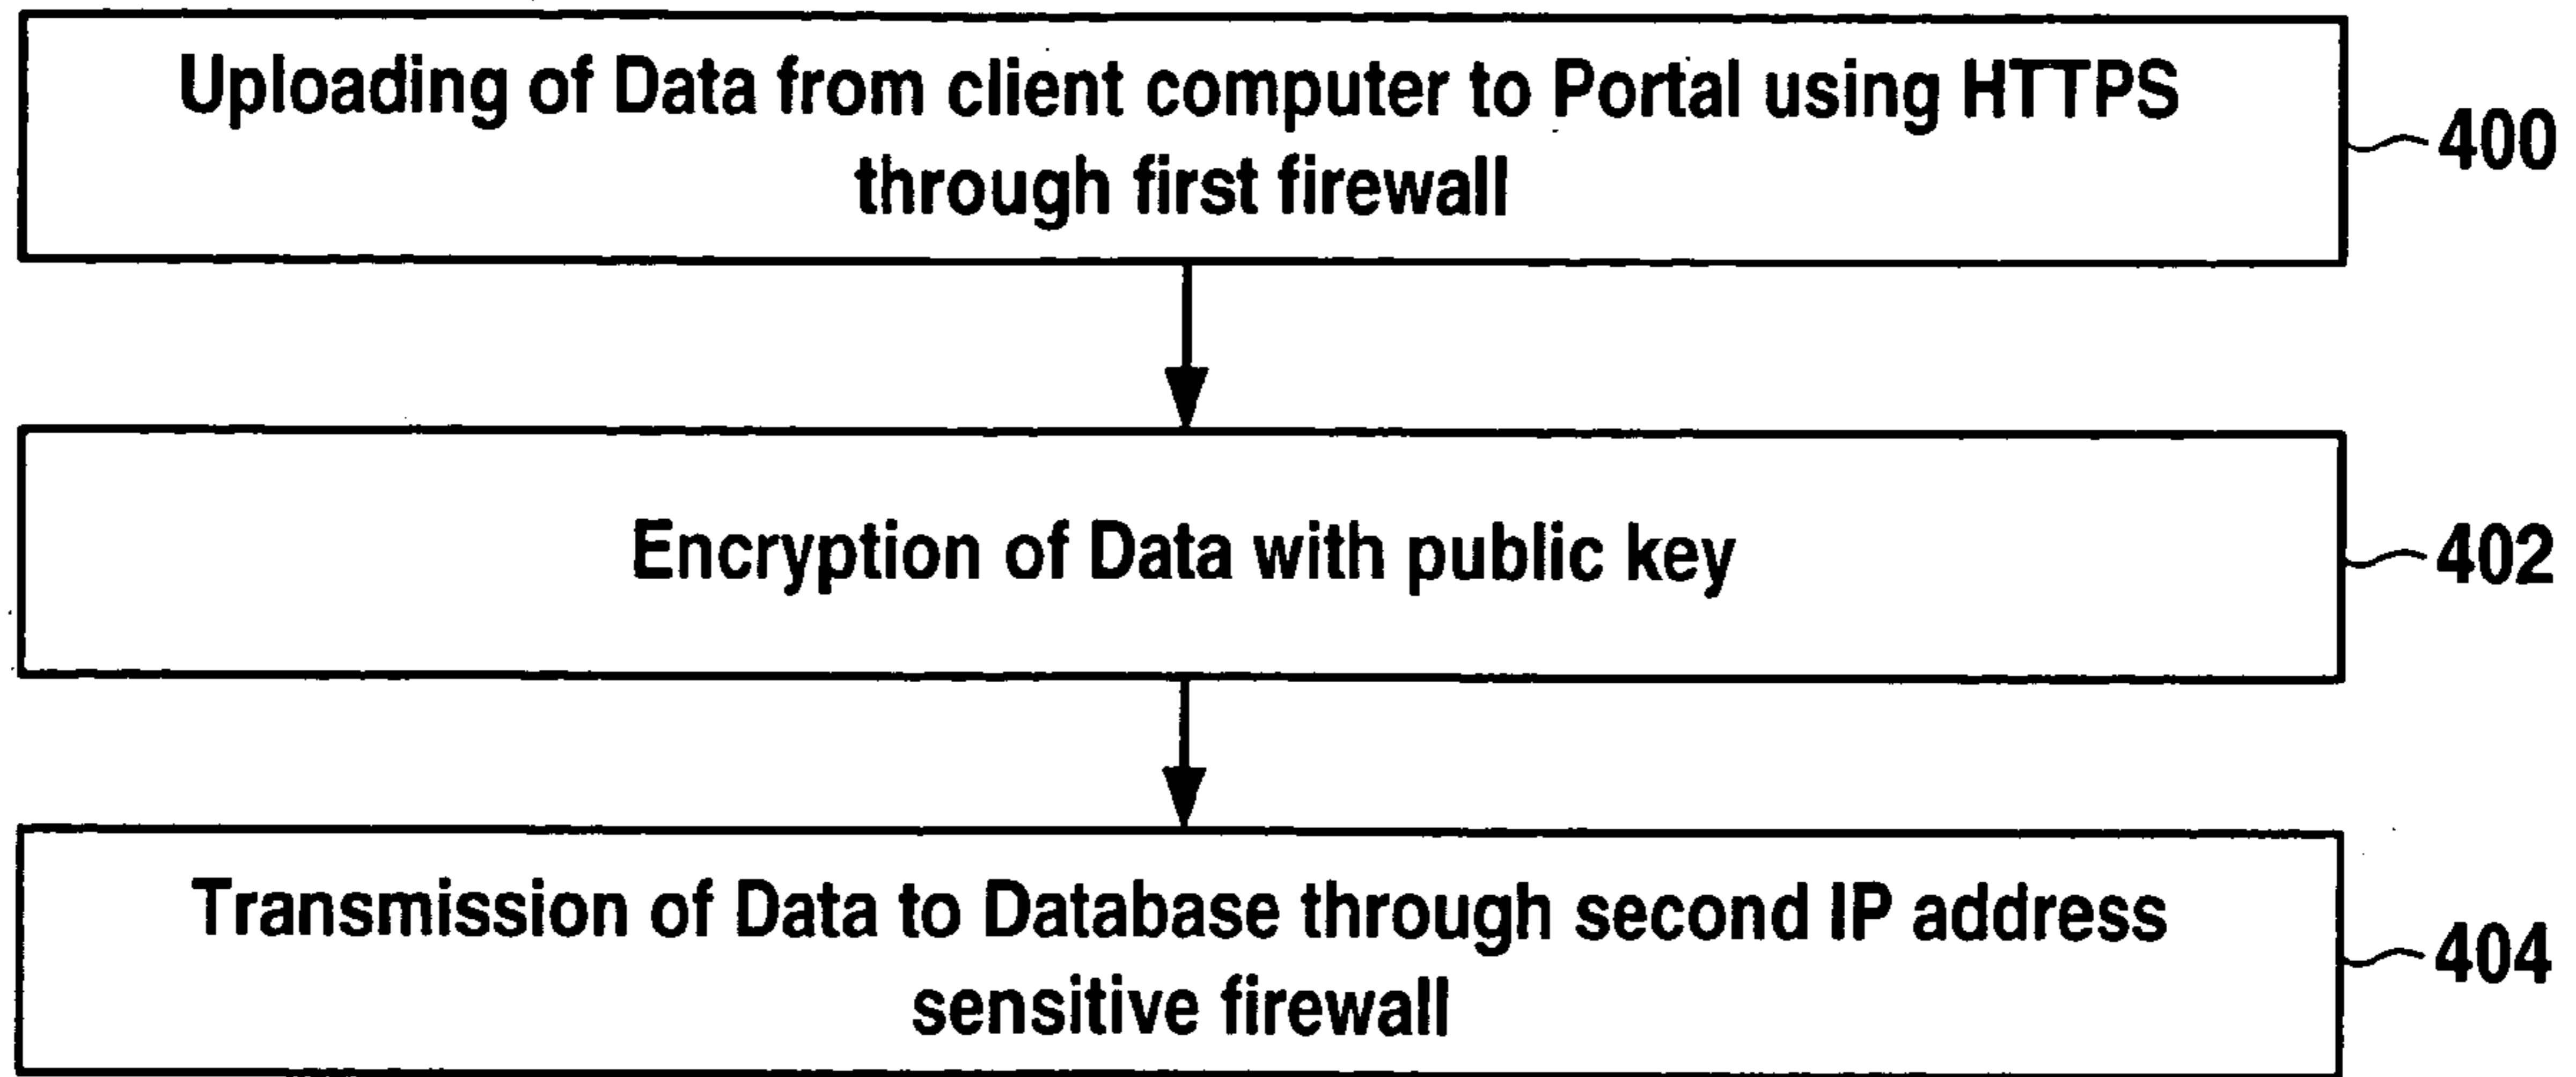 Uploading of Data from client computer to Portal using HTTPS
through first firewall
400
Encryption of Data with public key
402
Transmission of Data to Database through second IP address
sensitive firewall
404